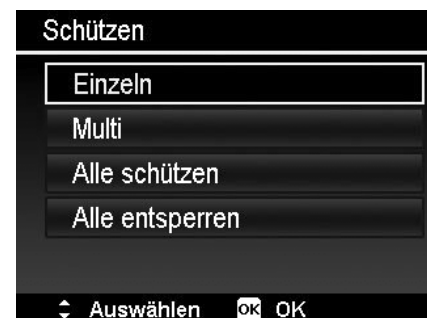 Schützen
Einzeln
Multi
Alle schützen
Alle entsperren
Auswählen OK OK